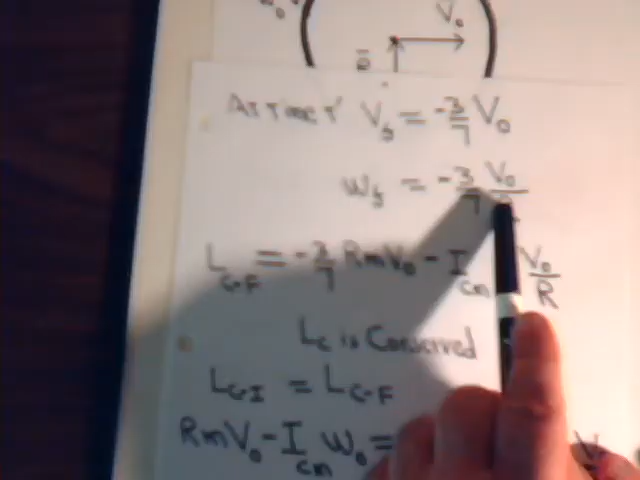 V₀
At Time t' V_f = -3/7 V₀
ω_f = -3/7 V₀/
L_C-F = -3/7 RmV₀ - I_cm V₀/R
L_C is Conserved
L_C-I = L_C-F
RmV₀ - I_cm ω₀ =